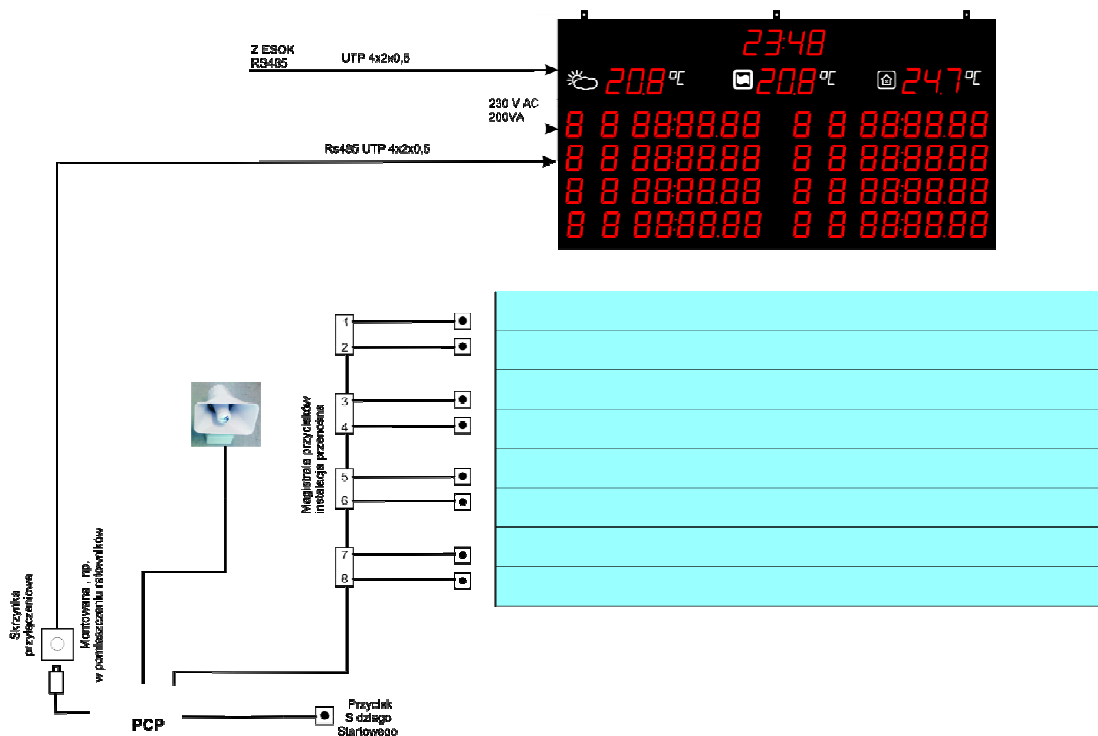 23:48
Z ESOK
RS485
UTP 4x2x0,5
20.8 °C
20.8 °C
24.7 °C
230 V AC
200VA
8 8 88:88.88 8 8 88:88.88
Rs485 UTP 4x2x0,5
8 8 88:88.88 8 8 88:88.88
8 8 88:88.88 8 8 88:88.88
8 8 88:88.88 8 8 88:88.88
1
2
3
4
5
6
7
8
Magistrala przycisków
instalacja przenośna
Skrzynka
przyłączeniowa
Montowana , np.
w pomieszczeniu ratowników
PCP
Przycisk
S dziego
Startowego